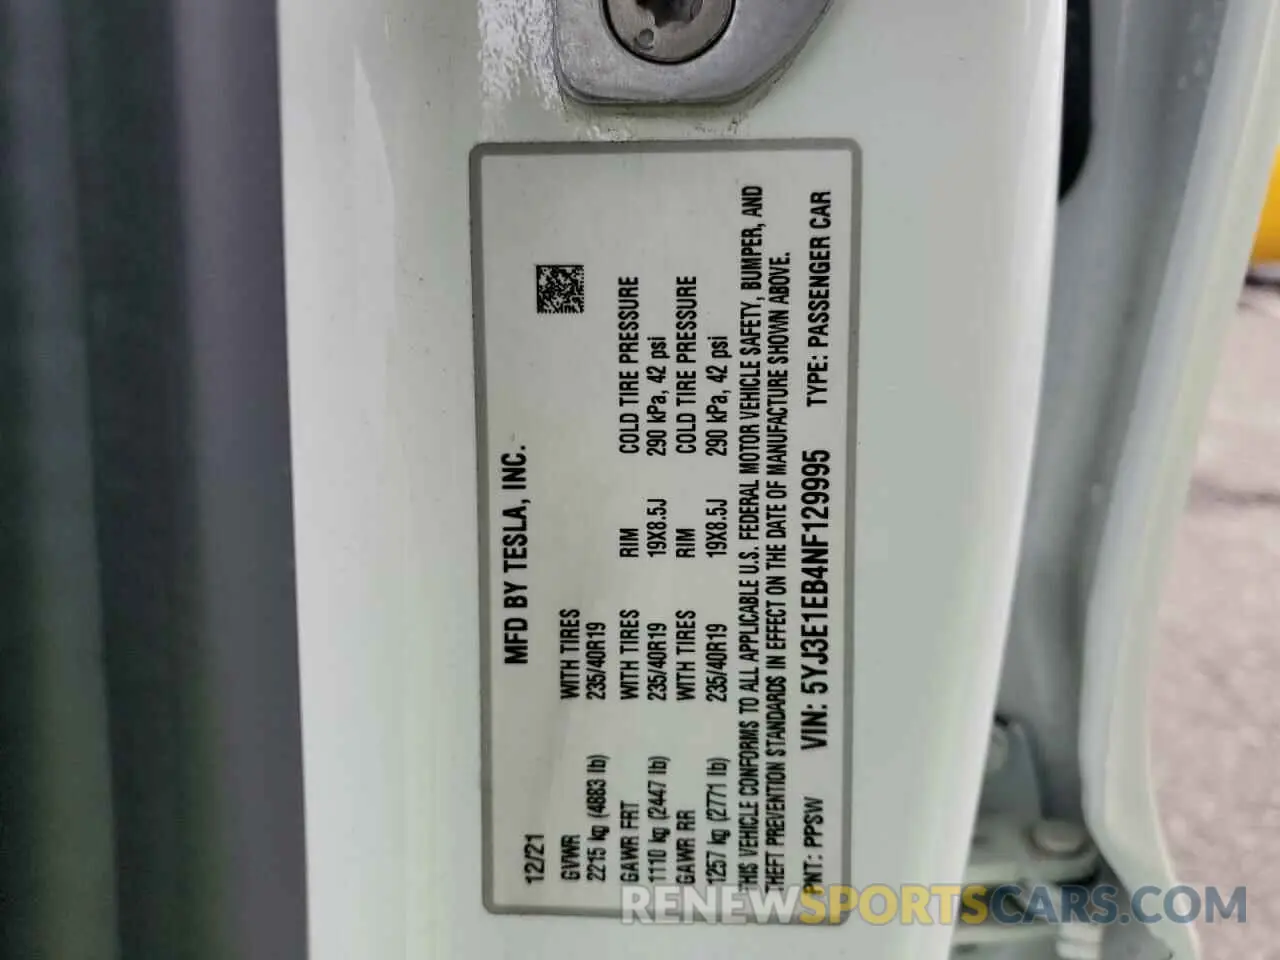 12/21 MFD BY TESLA, INC.
GVWR WITH TIRES
2215 kg (4883 lb) 235/40R19
GAWR FRT WITH TIRES RIM COLD TIRE PRESSURE
1110 kg (2447 lb) 235/40R19 19X8.5J 290 kPa, 42 psi
GAWR RR WITH TIRES RIM COLD TIRE PRESSURE
1257 kg (2771 lb) 235/40R19 19X8.5J 290 kPa, 42 psi
THIS VEHICLE CONFORMS TO ALL APPLICABLE U.S. FEDERAL MOTOR VEHICLE SAFETY, BUMPER, AND
THEFT PREVENTION STANDARDS IN EFFECT ON THE DATE OF MANUFACTURE SHOWN ABOVE.
PNT: PPSW VIN: 5YJ3E1EB4NF129995 TYPE: PASSENGER CAR
RENEWSPORTSCARS.COM